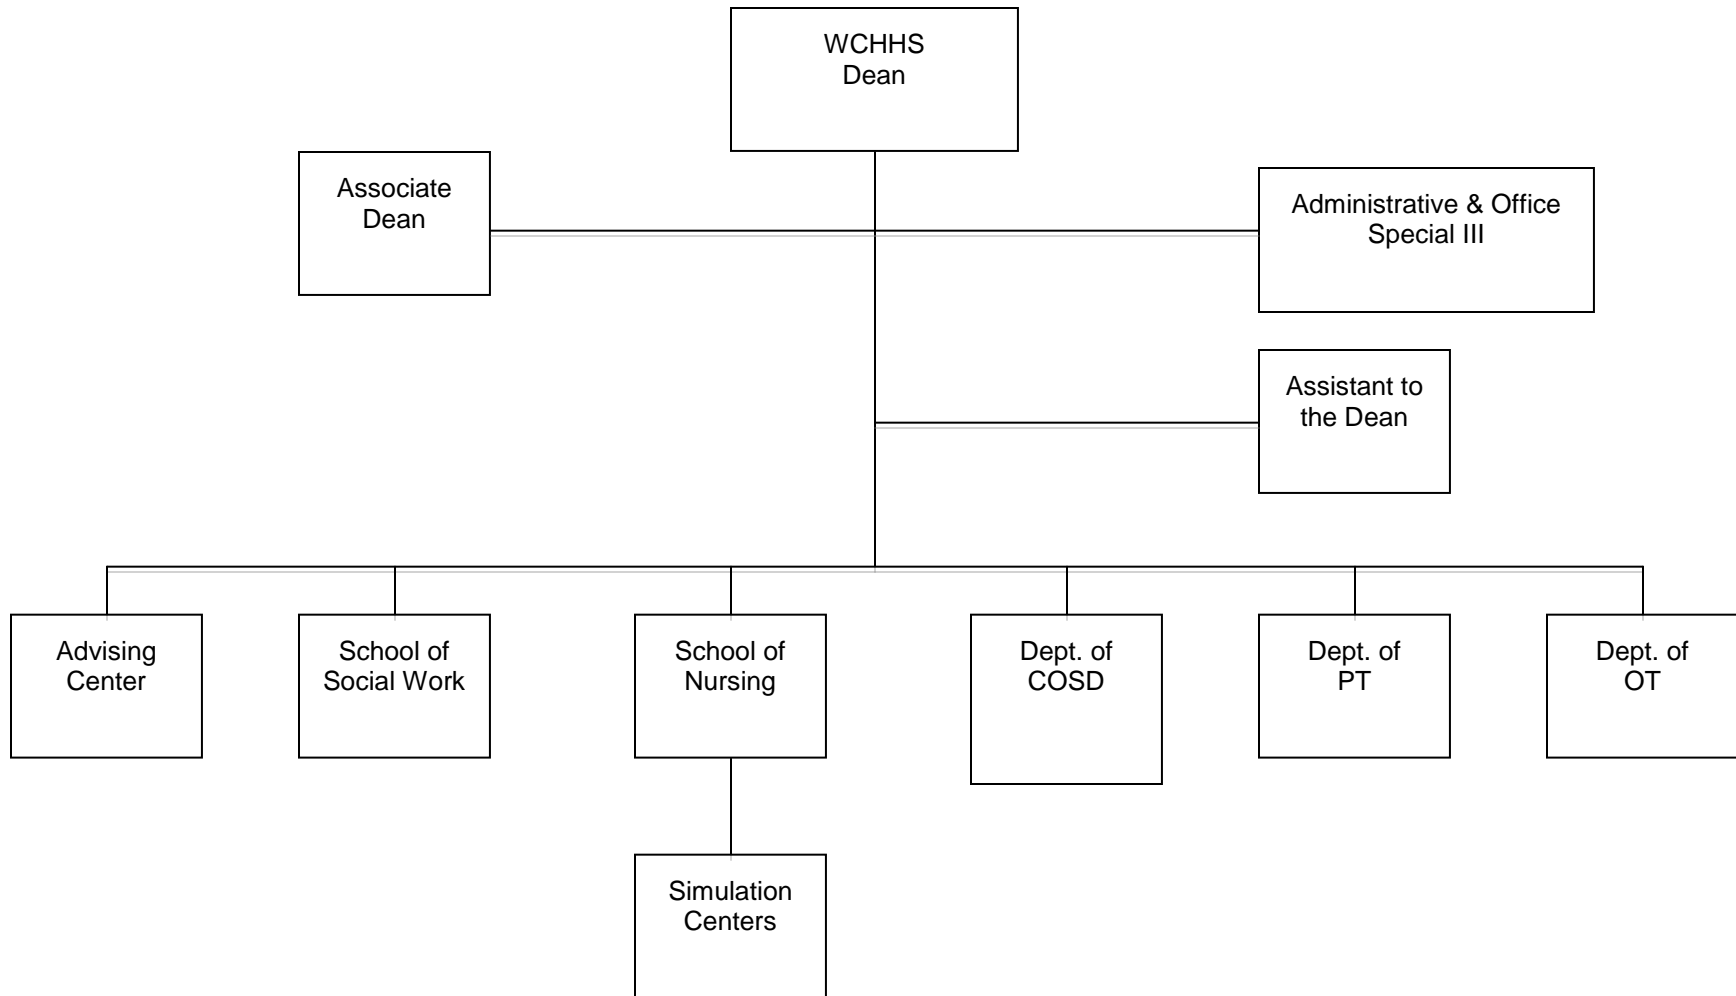 WCHHS
Dean
Associate
Dean
Administrative & Office
Special III
Assistant to
the Dean
Advising
Center
School of
Social Work
School of
Nursing
Dept. of
COSD
Dept. of
PT
Dept. of
OT
Simulation
Centers